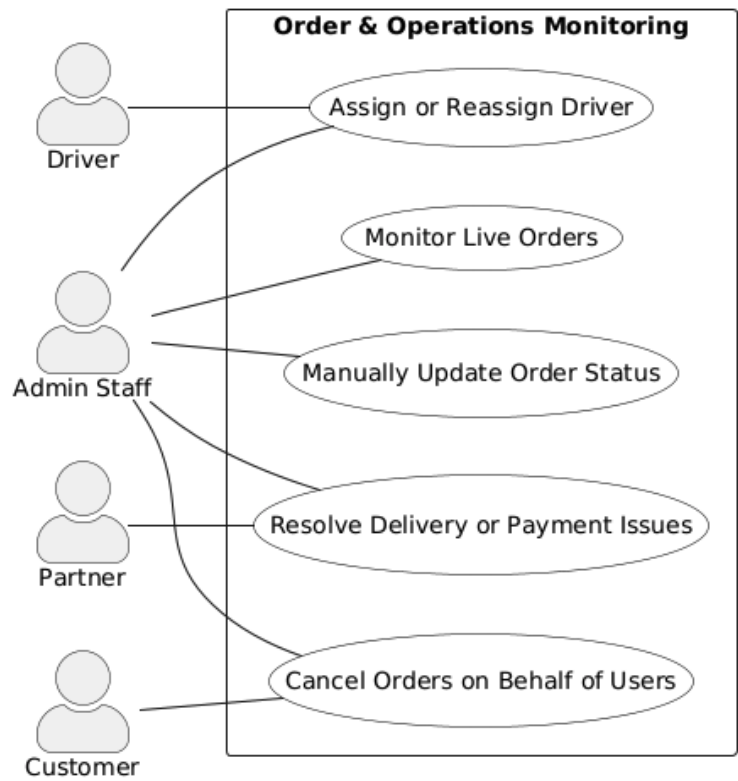 Order & Operations Monitoring
Driver
Assign or Reassign Driver
Monitor Live Orders
Admin Staff
Manually Update Order Status
Partner
Resolve Delivery or Payment Issues
Customer
Cancel Orders on Behalf of Users